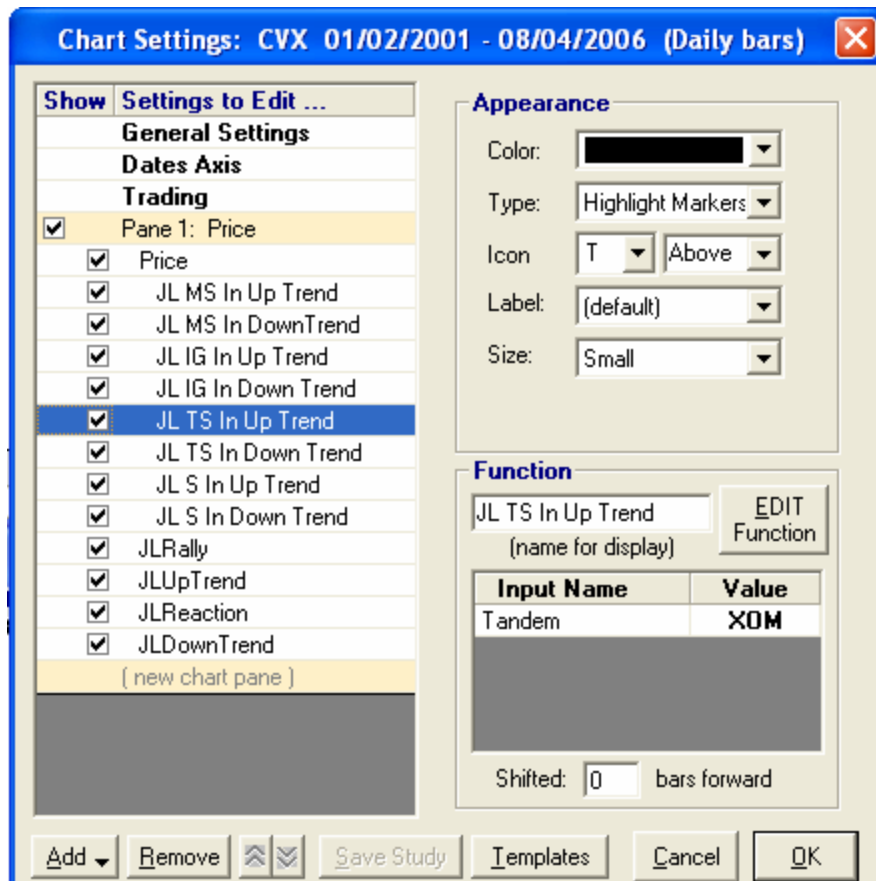 Chart Settings: CVX 01/02/2001 - 08/04/2006 (Daily bars)
Show Settings to Edit ...
General Settings
Dates Axis
Trading
Pane 1: Price
Price
JL MS In Up Trend
JL MS In DownTrend
JL IG In Up Trend
JL IG In Down Trend
JL TS In Up Trend
JL TS In Down Trend
JL S In Up Trend
JL S In Down Trend
JLRally
JLUpTrend
JLReaction
JLDownTrend
( new chart pane )
Appearance
Color:
Type: Highlight Markers
Icon T Above
Label: (default)
Size: Small
Function
JL TS In Up Trend
(name for display)
EDIT
Function
Input Name Value
Tandem XOM
Shifted: 0 bars forward
Add Remove Save Study Templates Cancel OK